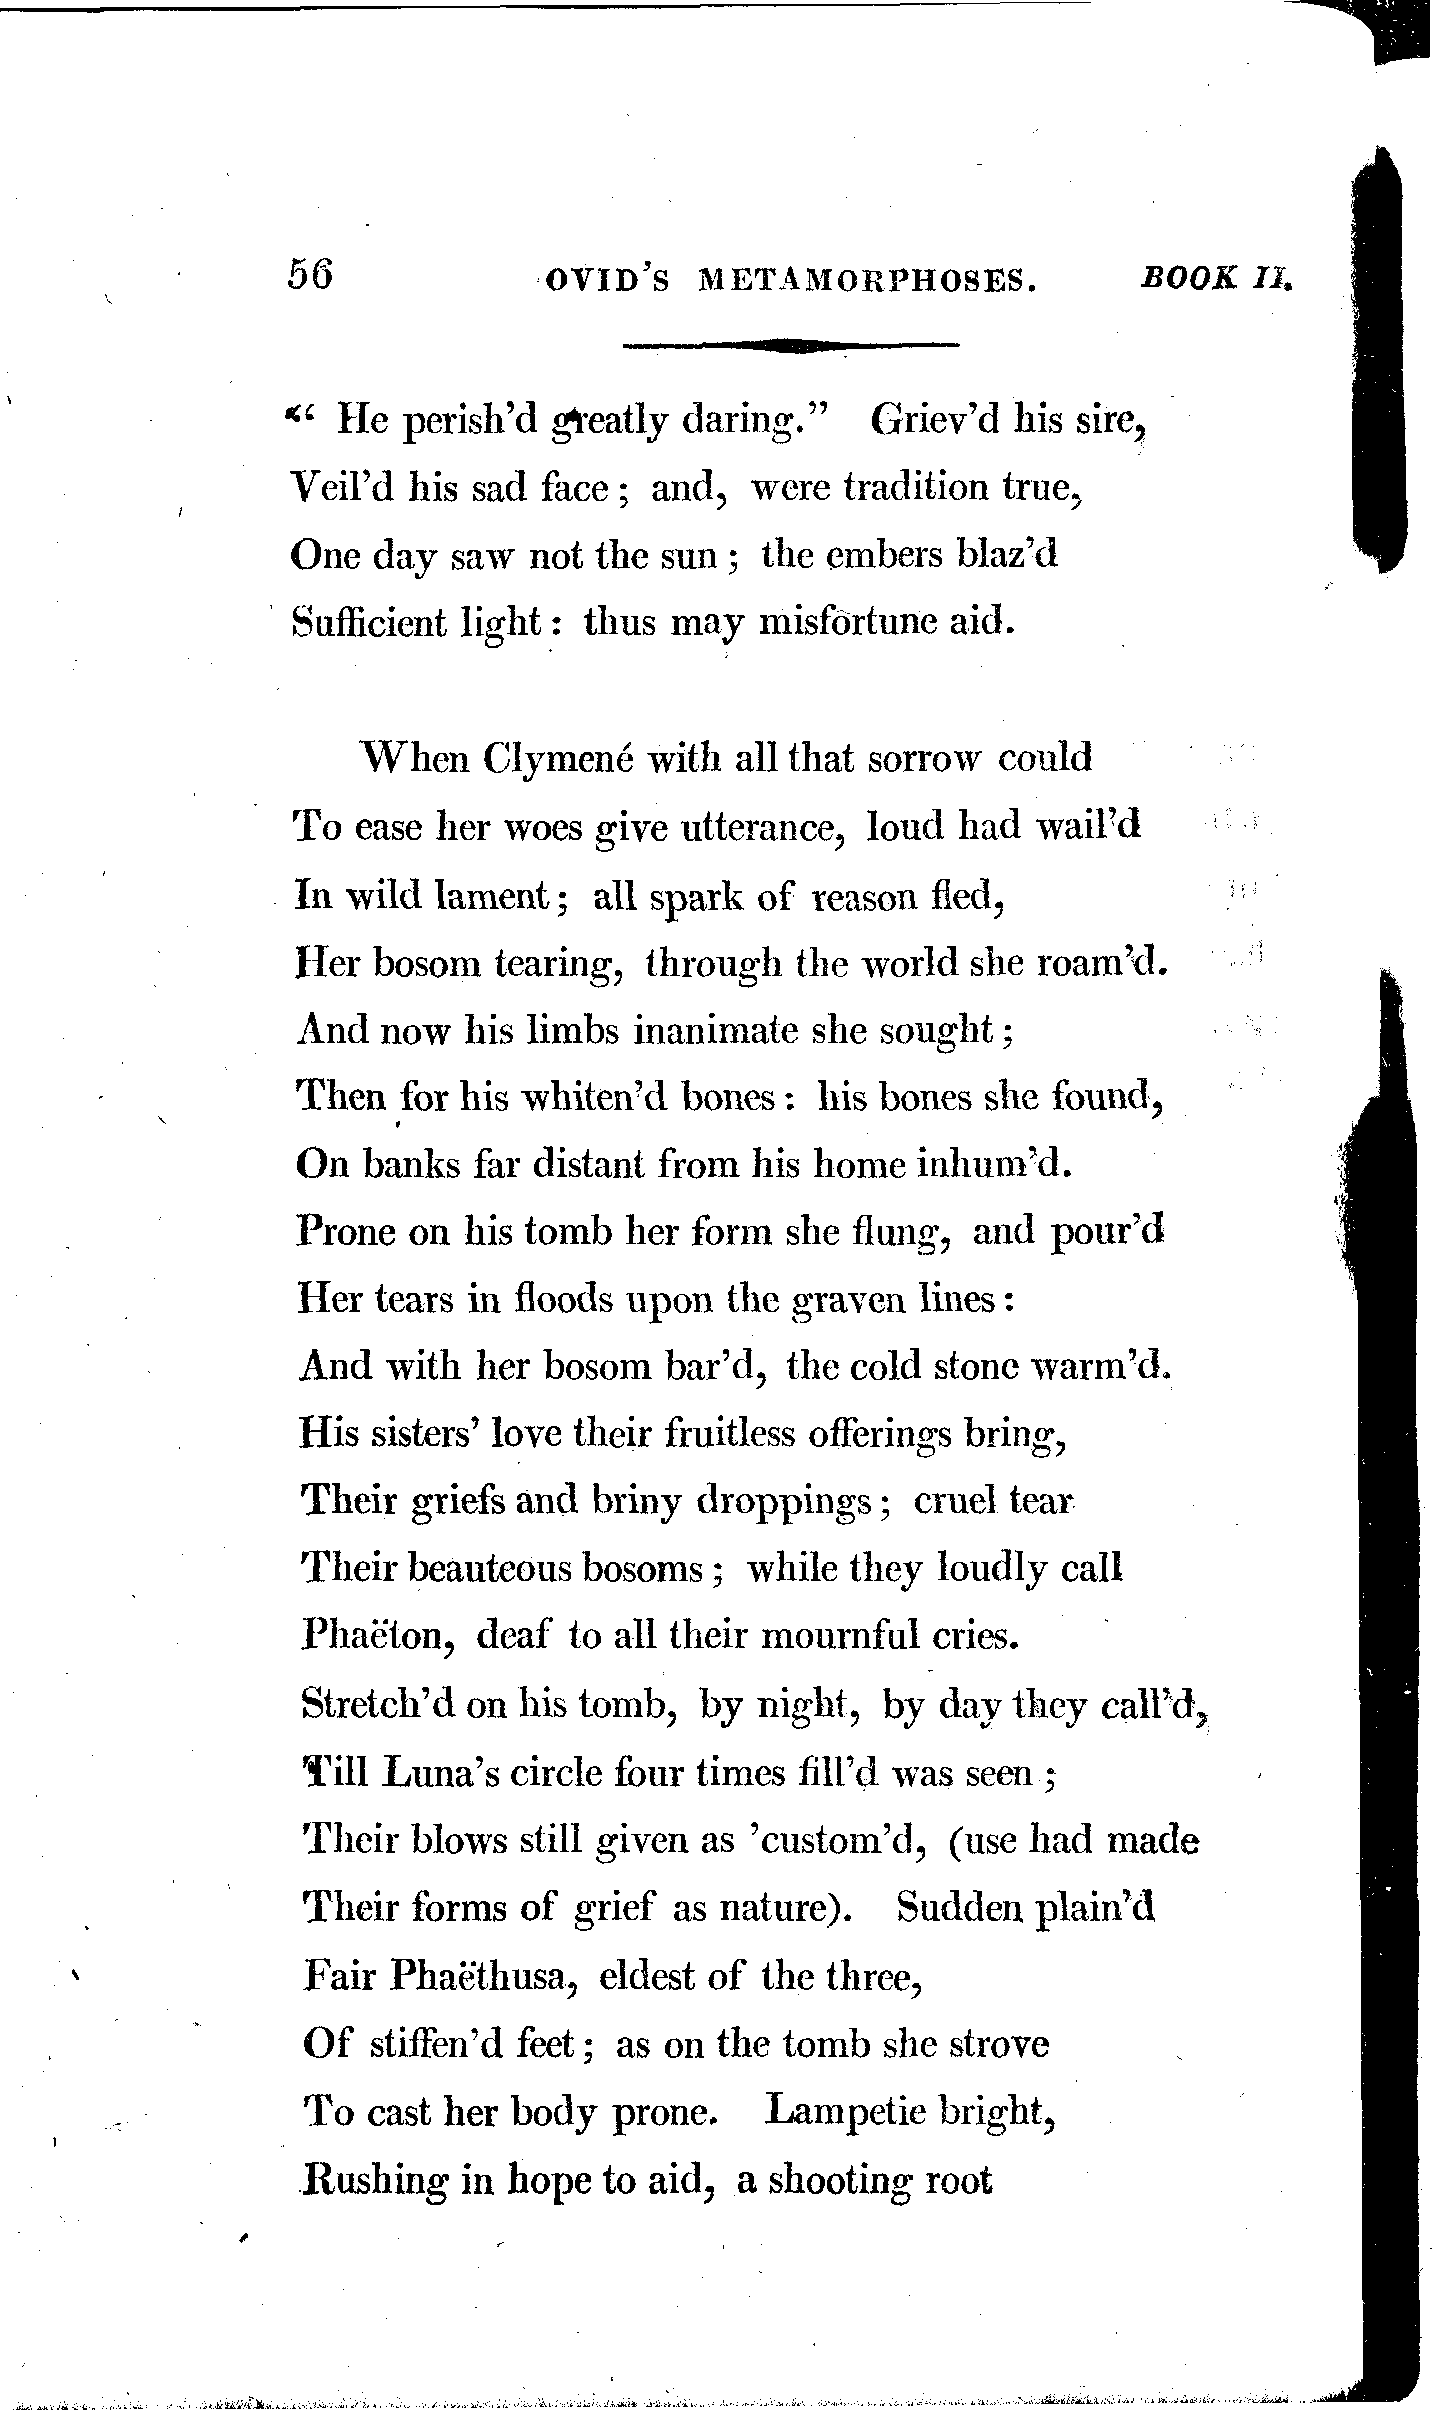 56 OVID'S METAMORPHOSES. BOOK II.
“ He perish'd greatly daring.” Griev'd his sire,
Veil'd his sad face ; and, were tradition true,
One day saw not the sun ; the embers blaz'd
Sufficient light : thus may misfortune aid.
When Clymené with all that sorrow could
To ease her woes give utterance, loud had wail'd
In wild lament ; all spark of reason fled,
Her bosom tearing, through the world she roam'd.
And now his limbs inanimate she sought ;
Then for his whiten'd bones : his bones she found,
On banks far distant from his home inhum'd.
Prone on his tomb her form she flung, and pour'd
Her tears in floods upon the graven lines :
And with her bosom bar'd, the cold stone warm'd.
His sisters' love their fruitless offerings bring,
Their griefs and briny droppings ; cruel tear
Their beauteous bosoms ; while they loudly call
Phaëton, deaf to all their mournful cries.
Stretch'd on his tomb, by night, by day they call'd,
Till Luna's circle four times fill'd was seen ;
Their blows still given as 'custom'd, (use had made
Their forms of grief as nature). Sudden plain'd
Fair Phaëthusa, eldest of the three,
Of stiffen'd feet ; as on the tomb she strove
To cast her body prone. Lampetie bright,
Rushing in hope to aid, a shooting root